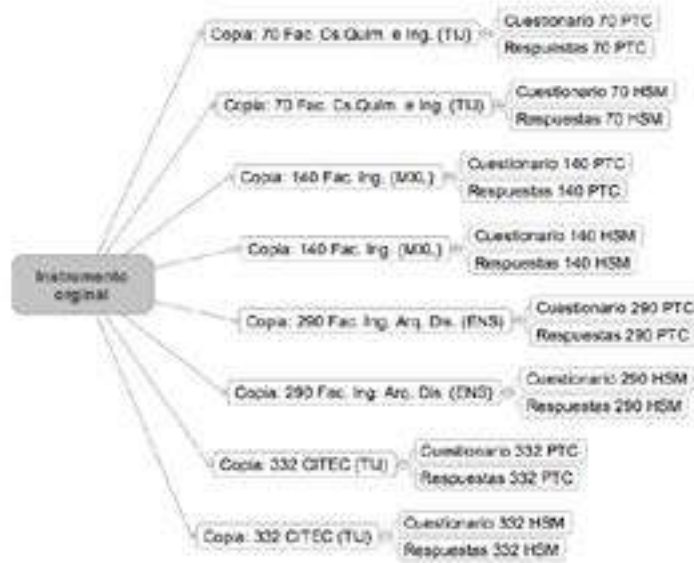 Copia: 70 Fac. Cs.Quim. e Ing. (TIJ)
Cuestionario 70 PTC
Respuestas 70 PTC
Copia: 70 Fac. Cs.Quim. e Ing. (TIJ)
Cuestionario 70 HSM
Respuestas 70 HSM
Copia: 140 Fac. Ing. (MXL)
Cuestionario 140 PTC
Respuestas 140 PTC
Copia: 140 Fac. Ing. (MXL)
Cuestionario 140 HSM
Respuestas 140 HSM
Instrumento
orginal
Copia: 290 Fac. Ing. Arq. Dis. (ENS)
Cuestionario 290 PTC
Respuestas 290 PTC
Copia: 290 Fac. Ing. Arq. Dis. (ENS)
Cuestionario 290 HSM
Respuestas 290 HSM
Copia: 332 CITEC (TIJ)
Cuestionario 332 PTC
Respuestas 332 PTC
Copia: 332 CITEC (TIJ)
Cuestionario 332 HSM
Respuestas 332 HSM